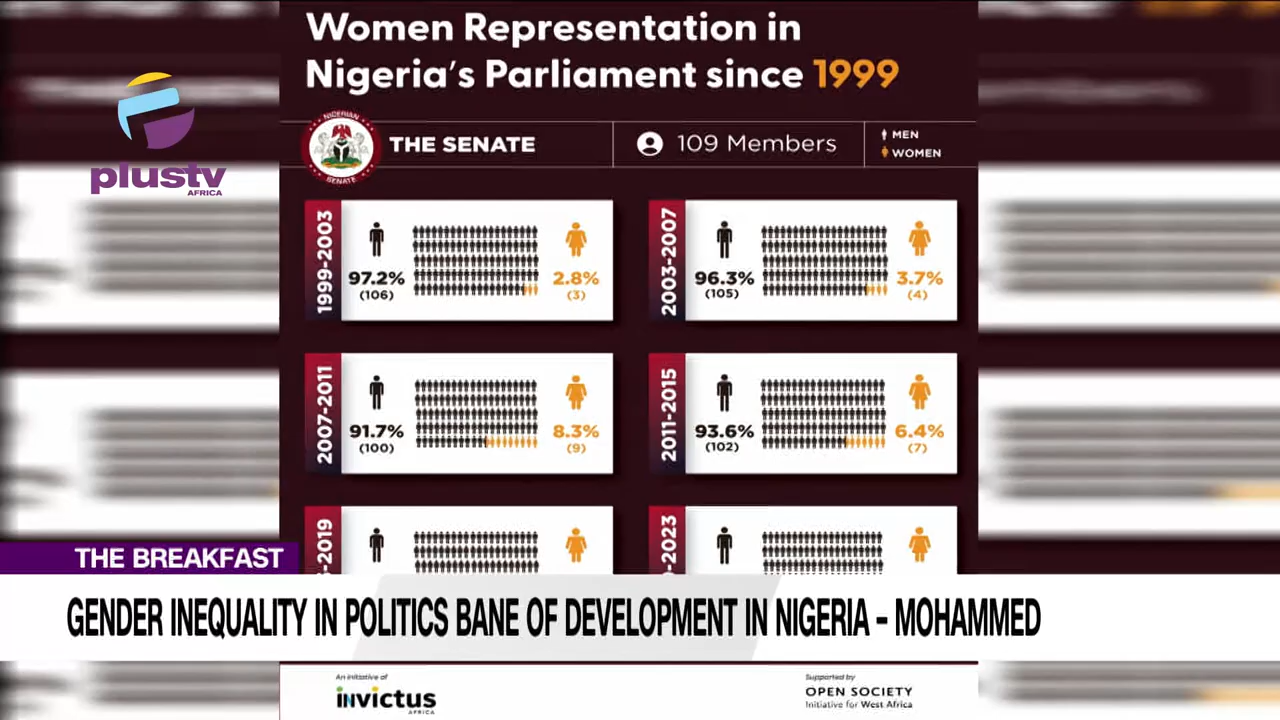 Women Representation in
Nigeria's Parliament since 1999
plustv
AFRICA
NIGERIAN
SENATE
THE SENATE
109 Members
MEN
WOMEN
1999-2003
97.2%
(106)
2.8%
(3)
2003-2007
96.3%
(105)
3.7%
(4)
2007-2011
91.7%
(100)
8.3%
(9)
2011-2015
93.6%
(102)
6.4%
(7)
-2019
-2023
THE BREAKFAST
GENDER INEQUALITY IN POLITICS BANE OF DEVELOPMENT IN NIGERIA – MOHAMMED
An initiative of
invictus
AFRICA
Supported by
OPEN SOCIETY
Initiative for West Africa